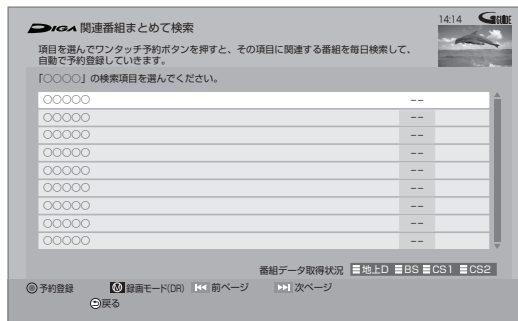 DIGA 関連番組まとめて検索
14:14 GGUIDE
項目を選んでワンタッチ予約ボタンを押すと、その項目に関連する番組を毎日検索して、
自動で予約登録していきます。
「○○○○」の検索項目を選んでください。
○○○○○ --
○○○○○ --
○○○○○ --
○○○○○ --
○○○○○ --
○○○○○ --
○○○○○ --
○○○○○ --
○○○○○ --
番組データ取得状況 地上D BS CS1 CS2
予約登録 録画モード(DR) 前ページ 次ページ
戻る